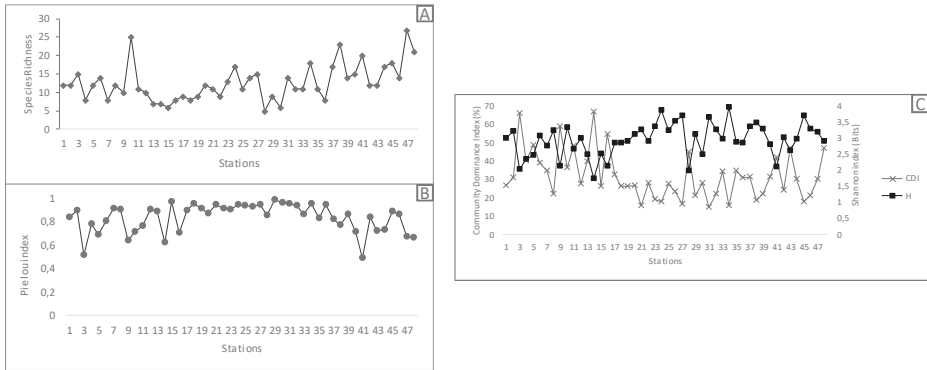 A
Species Richness
30
25
20
15
10
5
0
1 3 5 7 9 11 13 15 17 19 21 23 25 27 29 31 33 35 37 39 41 43 45 47
Stations
B
Pielou index
1
0,8
0,6
0,4
0,2
0
1 3 5 7 9 11 13 15 17 19 21 23 25 27 29 31 33 35 37 39 41 43 45 47
Stations
C
Community Dominance Index (%)
70
60
50
40
30
20
10
0
4
3,5
3
2,5
2
1,5
1
0,5
0
Shannon index (Bits)
1 3 5 7 9 11 13 15 17 19 21 23 25 27 29 31 33 35 37 39 41 43 45 47
Stations
CDI
H